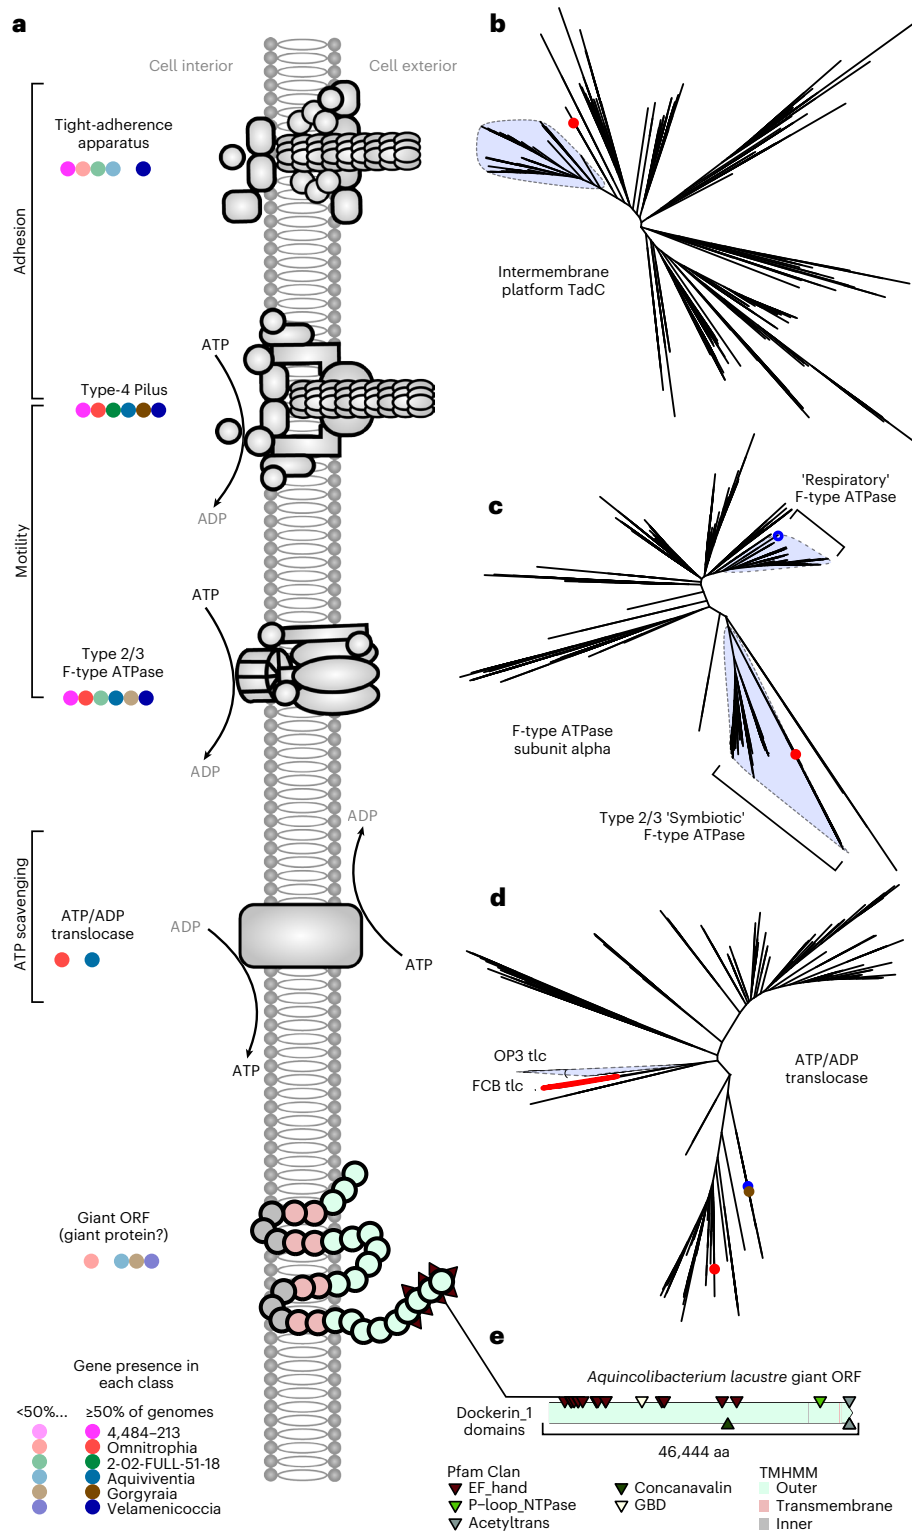 a
Cell interior
Cell exterior
Adhesion
Tight-adherence
apparatus
ATP
Type-4 Pilus
ADP
Motility
ATP
Type 2/3
F-type ATPase
ADP
ADP
ATP scavenging
ATP/ADP
translocase
ADP
ATP
ATP
Giant ORF
(giant protein?)
Gene presence in
each class
<50%...
≥50% of genomes
4,484–213
Omnitrophia
2-02-FULL-51-18
Aquiviventia
Gorgyraia
Velamenicoccia
b
Intermembrane
platform TadC
c
'Respiratory'
F-type ATPase
F-type ATPase
subunit alpha
Type 2/3 'Symbiotic'
F-type ATPase
d
OP3 tlc
FCB tlc
ATP/ADP
translocase
e
Aquincolibacterium lacustre giant ORF
Dockerin_1
domains
46,444 aa
Pfam Clan
EF_hand
P-loop_NTPase
Acetyltrans
Concanavalin
GBD
TMHMM
Outer
Transmembrane
Inner